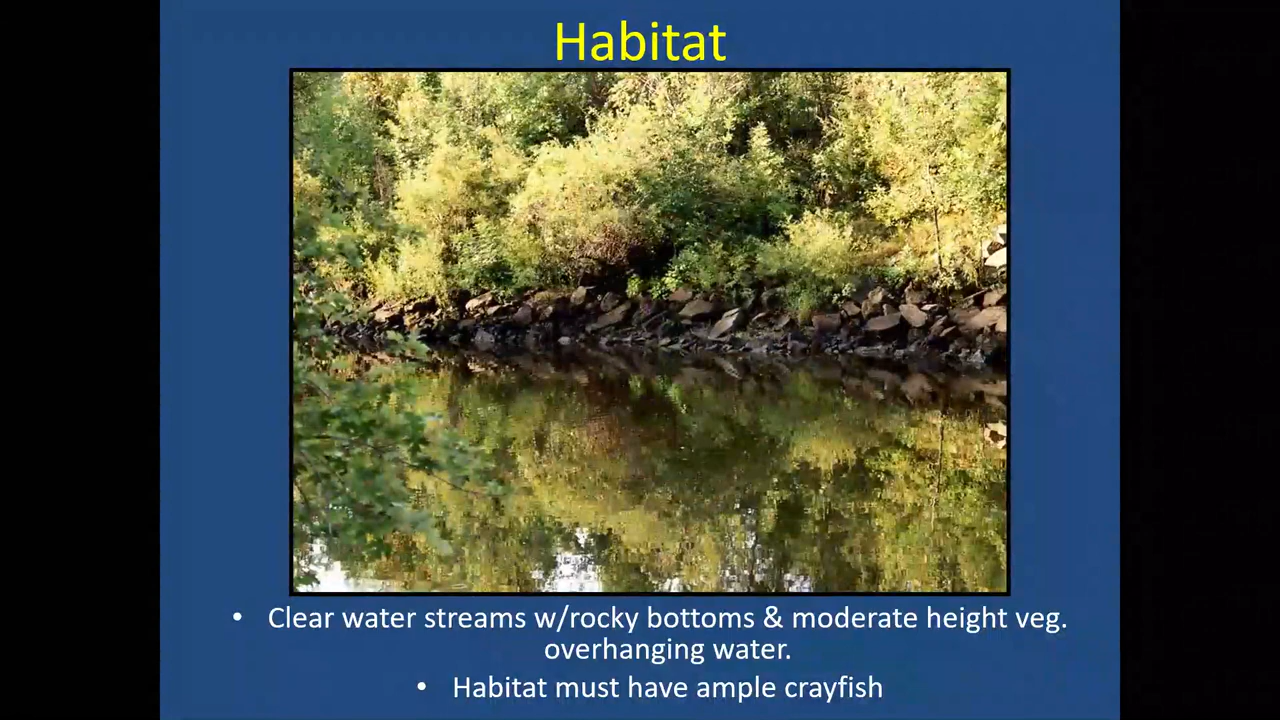 Habitat
• Clear water streams w/rocky bottoms & moderate height veg.
overhanging water.
• Habitat must have ample crayfish